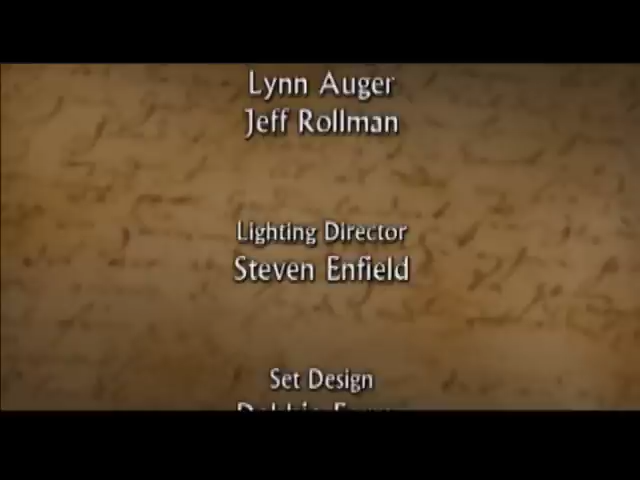 Lynn Auger
Jeff Rollman
Lighting Director
Steven Enfield
Set Design